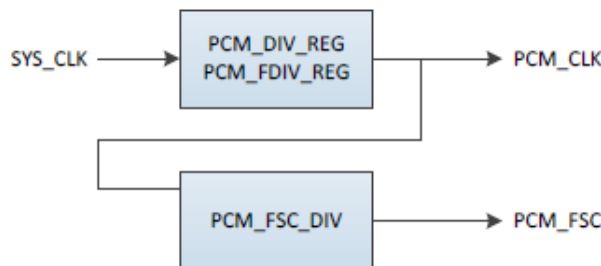 SYS_CLK
PCM_DIV_REG
PCM_FDIV_REG
PCM_CLK
PCM_FSC_DIV
PCM_FSC